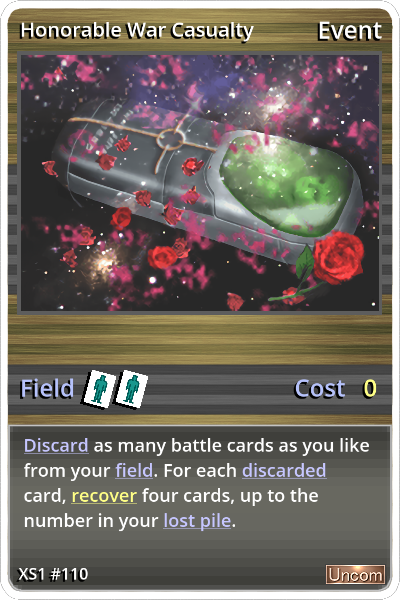 Honorable War Casualty
Event
Field
Cost 0
Discard as many battle cards as you like
from your field. For each discarded
card, recover four cards, up to the
number in your lost pile.
XS1 #110
Uncom